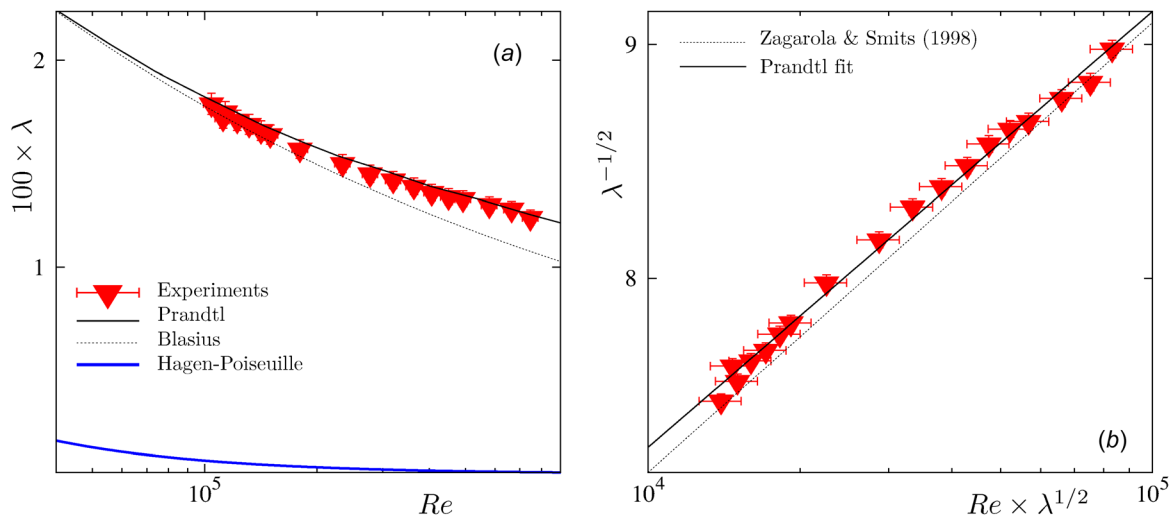 (a)
2
1
100 × λ
Experiments
Prandtl
Blasius
Hagen-Poiseuille
10^5
Re
Zagarola & Smits (1998)
Prandtl fit
9
8
λ^{-1/2}
(b)
10^4
Re × λ^{1/2}
10^5